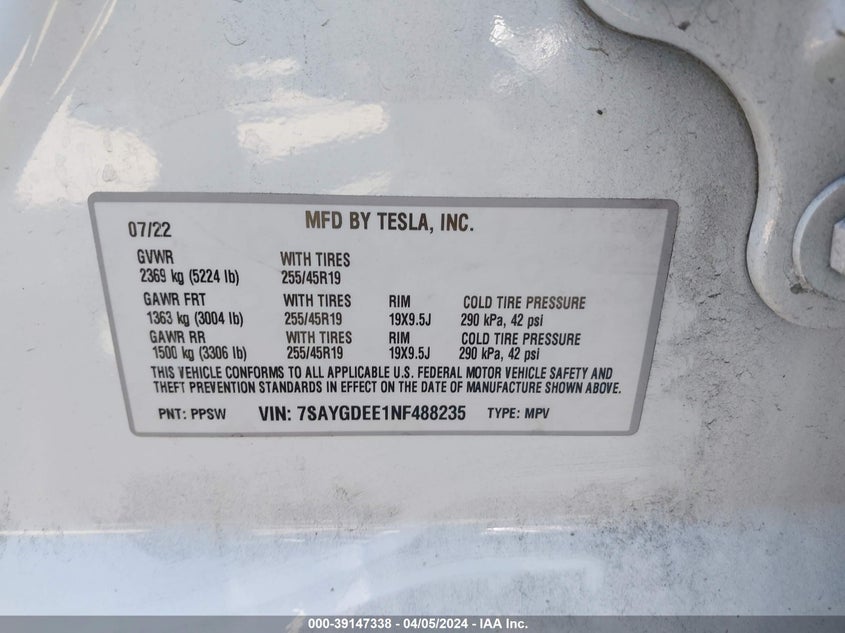 07/22 MFD BY TESLA, INC.
GVWR WITH TIRES
2369 kg (5224 lb) 255/45R19
GAWR FRT WITH TIRES RIM COLD TIRE PRESSURE
1363 kg (3004 lb) 255/45R19 19X9.5J 290 kPa, 42 psi
GAWR RR WITH TIRES RIM COLD TIRE PRESSURE
1500 kg (3306 lb) 255/45R19 19X9.5J 290 kPa, 42 psi
THIS VEHICLE CONFORMS TO ALL APPLICABLE U.S. FEDERAL MOTOR VEHICLE SAFETY AND
THEFT PREVENTION STANDARDS IN EFFECT ON THE DATE OF MANUFACTURE SHOWN ABOVE.
PNT: PPSW VIN: 7SAYGDEE1NF488235 TYPE: MPV
000-39147338 - 04/05/2024 - IAA Inc.